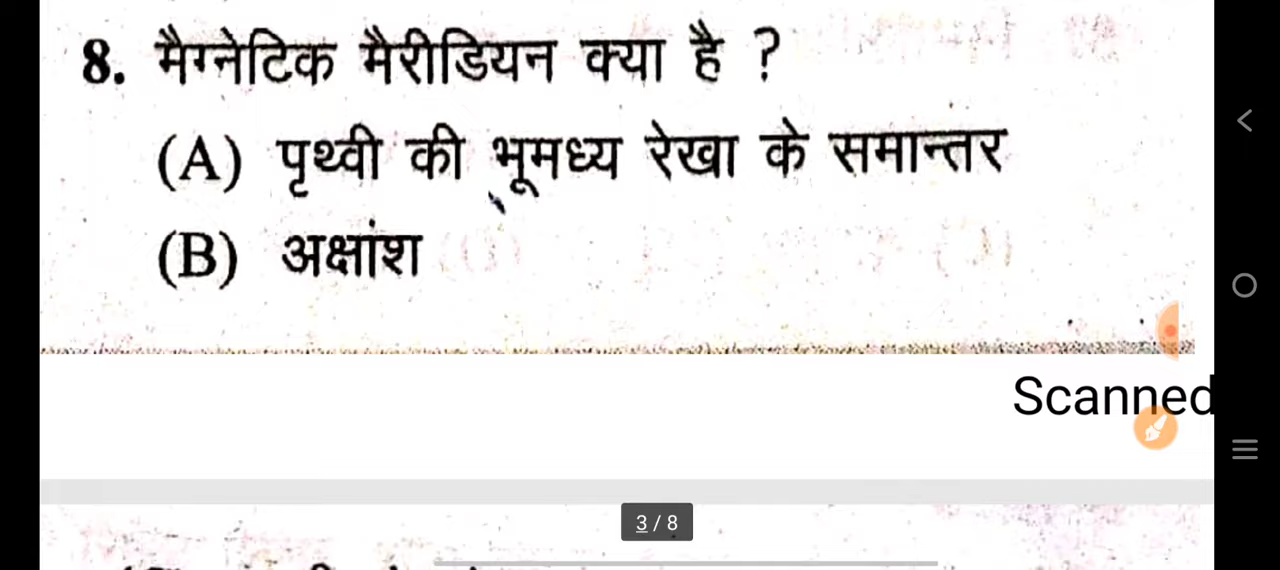 8. मैग्नेटिक मैरीडियन क्या है ?
(A) पृथ्वी की भूमध्य रेखा के समान्तर
(B) अक्षांश
Scanned
3 / 8